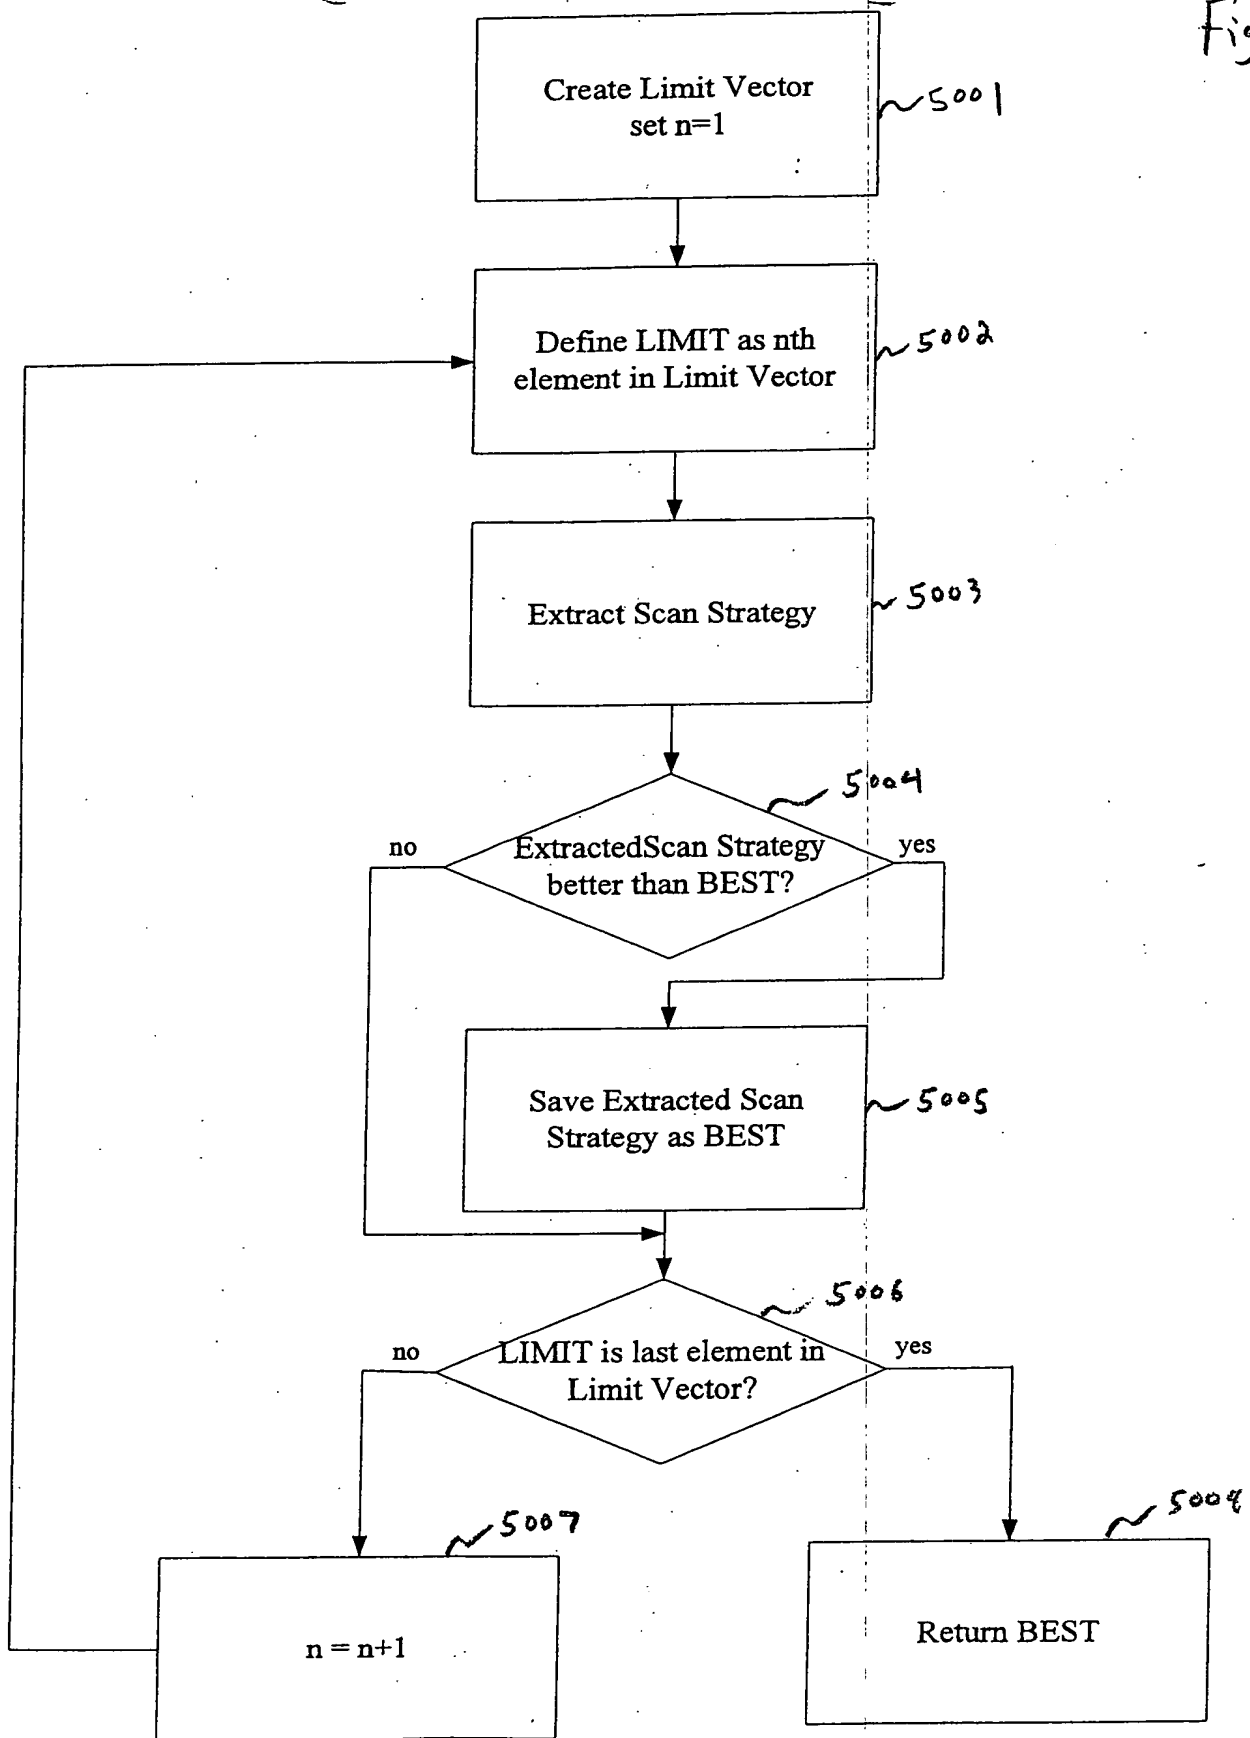 Fig
Create Limit Vector
set n=1
5001
Define LIMIT as nth
element in Limit Vector
5002
Extract Scan Strategy
5003
5004
no
ExtractedScan Strategy
better than BEST?
yes
Save Extracted Scan
Strategy as BEST
5005
5006
no
LIMIT is last element in
Limit Vector?
yes
5007
n = n+1
Return BEST